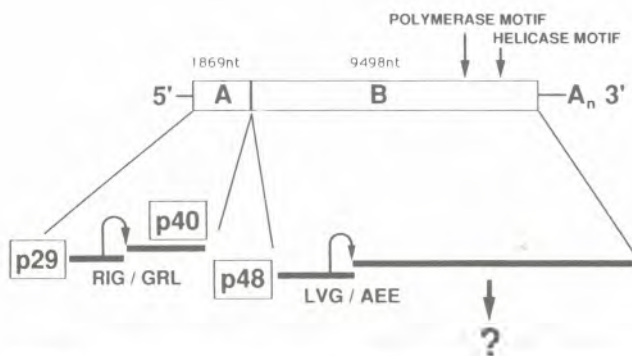 POLYMERASE MOTIF
HELICASE MOTIF
1869nt 9498nt
5' A B An 3'
p29 p40
RIG / GRL
p48
LVG / AEE
?